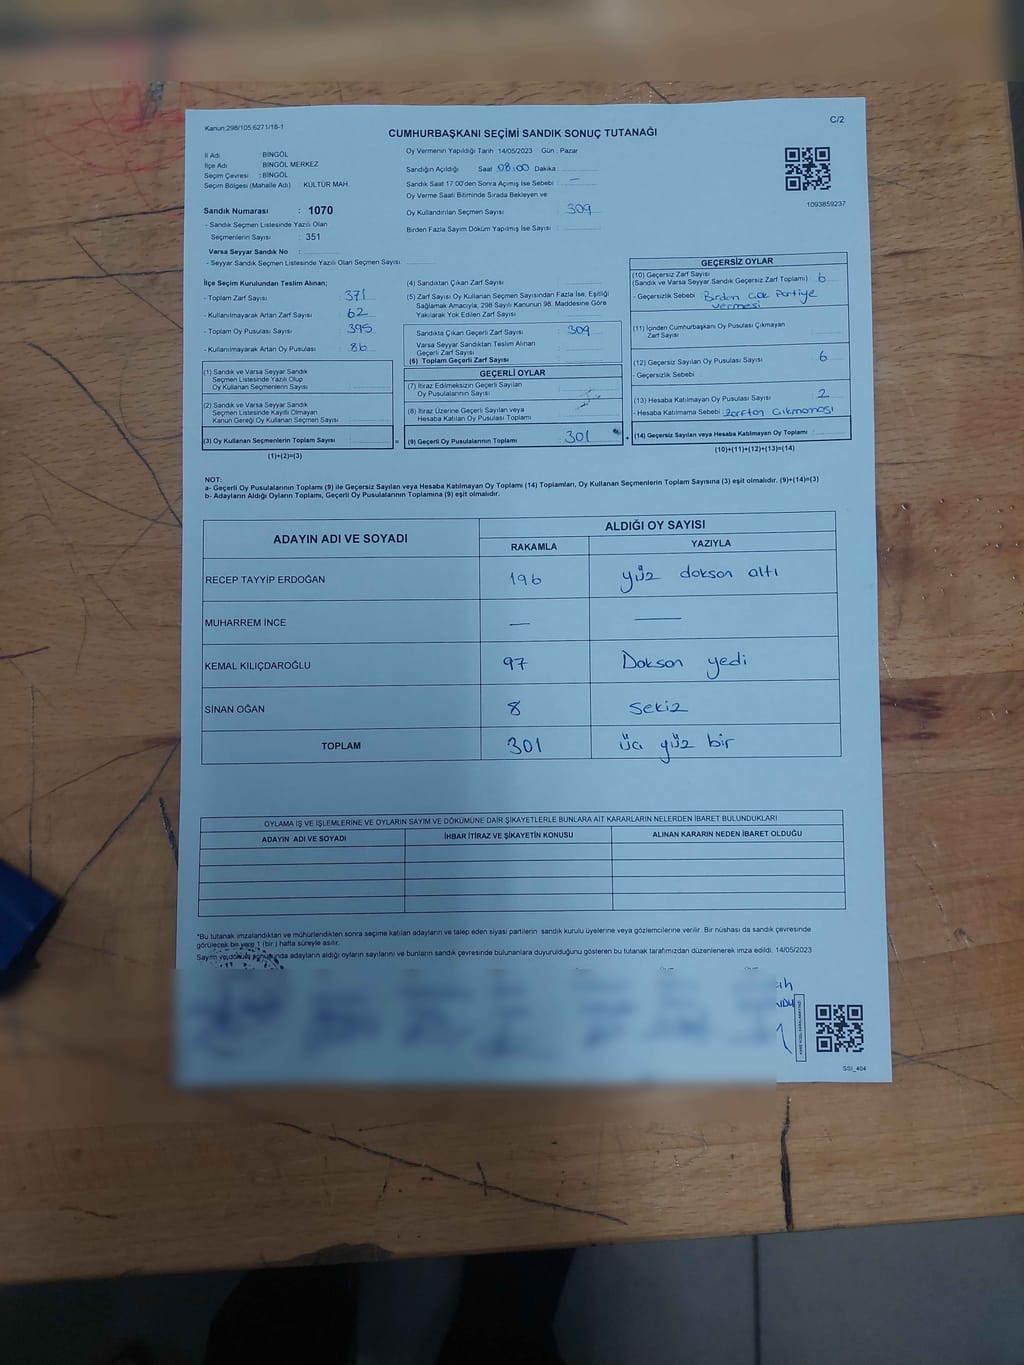 Kanun:298/105,6271/16-1
C/2
CUMHURBAŞKANI SEÇİMİ SANDIK SONUÇ TUTANAĞI
İl Adı BİNGÖL
İlçe Adı BİNGÖL MERKEZ
Seçim Çevresi : BİNGÖL
Seçim Bölgesi (Mahalle Adı) KÜLTÜR MAH.
Sandık Numarası : 1070
- Sandık Seçmen Listesinde Yazılı Olan
Seçmenlerin Sayısı : 351
Varsa Seyyar Sandık No :
- Seyyar Sandık Seçmen Listesinde Yazılı Olan Seçmen Sayısı
Oy Vermenin Yapıldığı Tarih : 14/05/2023 Gün : Pazar
Sandığın Açıldığı Saat 08:00 Dakika :
Sandık Saat 17.00'den Sonra Açımış İse Sebebi : —
Oy Verme Saati Bitiminde Sırada Bekleyen ve
Oy Kullandırılan Seçmen Sayısı : 309
Birden Fazla Sayım Döküm Yapılmış İse Sayısı :
1093859237
İlçe Seçim Kurulundan Teslim Alınan;
- Toplam Zarf Sayısı : 371
- Kullanılmayarak Artan Zarf Sayısı : 62
- Toplam Oy Pusulası Sayısı : 395
- Kullanılmayarak Artan Oy Pusulası : 86
(1) Sandık ve Varsa Seyyar Sandık
Seçmen Listesinde Yazılı Olup
Oy Kullanan Seçmenlerin Sayısı :
(2) Sandık ve Varsa Seyyar Sandık
Seçmen Listesinde Kayıtlı Olmayan
Kanun Gereği Oy Kullanan Seçmen Sayısı :
(3) Oy Kullanan Seçmenlerin Toplam Sayısı :
(1)+(2)=(3)
(4) Sandıktan Çıkan Zarf Sayısı :
(5) Zarf Sayısı Oy Kullanan Seçmen Sayısından Fazla İse, Eşitliği
Sağlamak Amacıyla, 298 Sayılı Kanunun 98. Maddesine Göre
Yakılarak Yok Edilen Zarf Sayısı :
Sandıkta Çıkan Geçerli Zarf Sayısı : 309
Varsa Seyyar Sandıktan Teslim Alınan
Geçerli Zarf Sayısı :
(6) Toplam Geçerli Zarf Sayısı :
GEÇERLİ OYLAR
(7) İtiraz Edilmeksizin Geçerli Sayılan
Oy Pusulalarının Sayısı :
(8) İtiraz Üzerine Geçerli Sayılan veya
Hesaba Katılan Oy Pusulası Toplamı :
= (9) Geçerli Oy Pusulalarının Toplamı : 301 +
GEÇERSİZ OYLAR
(10) Geçersiz Zarf Sayısı
(Sandık ve Varsa Seyyar Sandık Geçersiz Zarf Toplamı) : 6
- Geçersizlik Sebebi : Birden çok Partiye
vermesi
(11) İçinden Cumhurbaşkanı Oy Pusulası Çıkmayan
Zarf Sayısı :
(12) Geçersiz Sayılan Oy Pusulası Sayısı : 6
- Geçersizlik Sebebi :
(13) Hesaba Katılmayan Oy Pusulası Sayısı : 2
- Hesaba Katılmama Sebebi : Zarftan Çıkmaması
(14) Geçersiz Sayılan veya Hesaba Katılmayan Oy Toplamı :
(10)+(11)+(12)+(13)=(14)
NOT:
a- Geçerli Oy Pusulalarının Toplamı (9) ile Geçersiz Sayılan veya Hesaba Katılmayan Oy Toplamı (14) Toplamları, Oy Kullanan Seçmenlerin Toplam Sayısına (3) eşit olmalıdır. (9)+(14)=(3)
b- Adayların Aldığı Oyların Toplamı, Geçerli Oy Pusulalarının Toplamına (9) eşit olmalıdır.
ADAYIN ADI VE SOYADI
ALDIĞI OY SAYISI
RAKAMLA YAZIYLA
RECEP TAYYİP ERDOĞAN 196 yüz dokson altı
MUHARREM İNCE — —
KEMAL KILIÇDAROĞLU 97 Dokson yedi
SİNAN OĞAN 8 Sekiz
TOPLAM 301 üç yüz bir
OYLAMA İŞ VE İŞLEMLERİNE VE OYLARIN SAYIM VE DÖKÜMÜNE DAİR ŞİKAYETLERLE BUNLARA AİT KARARLARIN NELERDEN İBARET BULUNDUKLARI
ADAYIN ADI VE SOYADI İHBAR İTİRAZ VE ŞİKAYETİN KONUSU ALINAN KARARIN NEDEN İBARET OLDUĞU
*Bu tutanak imzalandıktan ve mühürlendikten sonra seçime katılan adayların ve talep eden siyasi partilerin sandık kurulu üyelerine veya gözlemcilerine verilir. Bir nüshası da sandık çevresinde
görülecek bir yere 1 (bir ) hafta süreyle asılır.
Sayım ve döküm sonucunda adayların aldığı oyların sayılarını ve bunların sandık çevresinde bulunanlara duyurulduğunu gösteren bu tutanak tarafımızdan düzenlenerek imza edildi. 14/05/2023
SSI_404